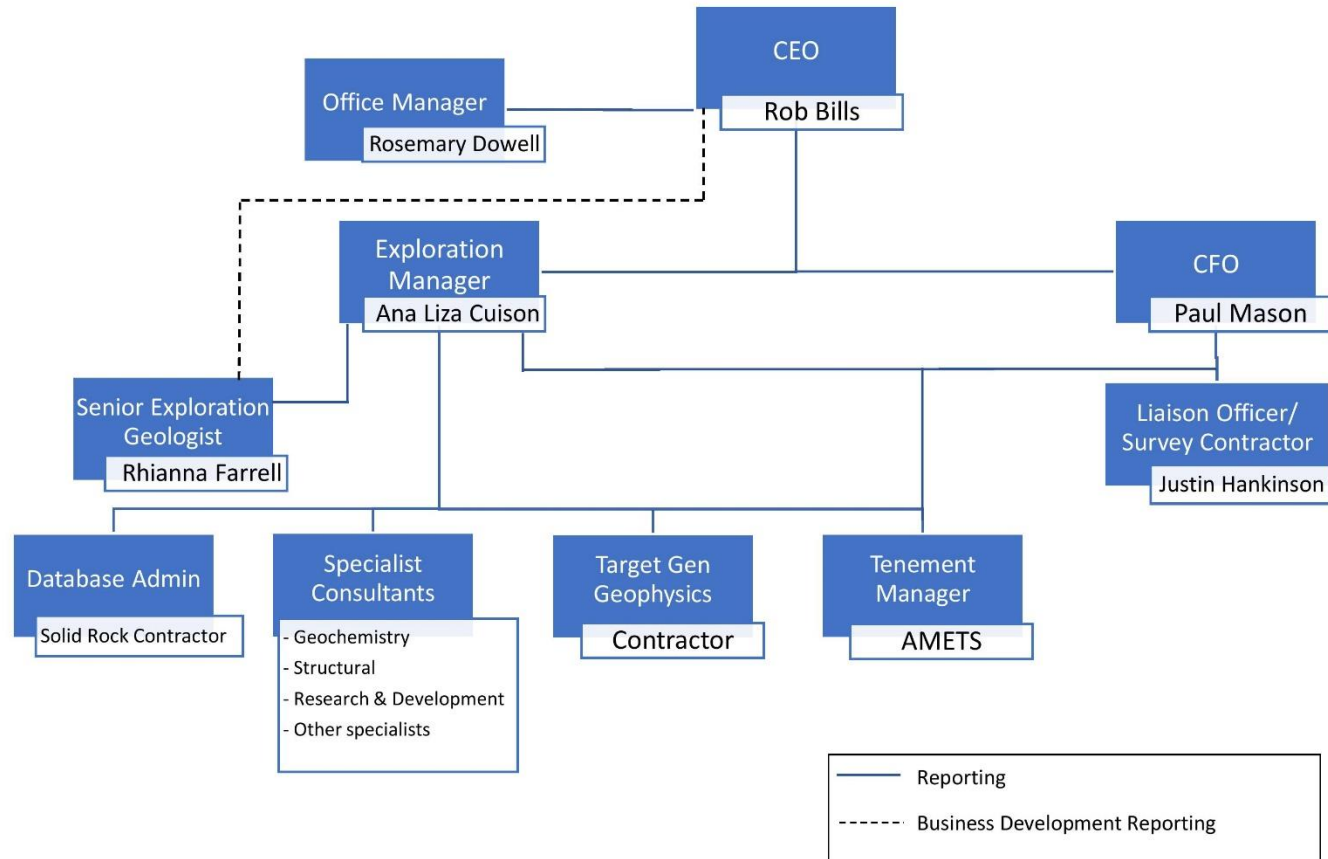 CEO
Rob Bills
Office Manager
Rosemary Dowell
Exploration
Manager
Ana Liza Cuison
CFO
Paul Mason
Senior Exploration
Geologist
Rhianna Farrell
Liaison Officer/
Survey Contractor
Justin Hankinson
Database Admin
Solid Rock Contractor
Specialist
Consultants
- Geochemistry
- Structural
- Research & Development
- Other specialists
Target Gen
Geophysics
Contractor
Tenement
Manager
AMETS
Reporting
Business Development Reporting